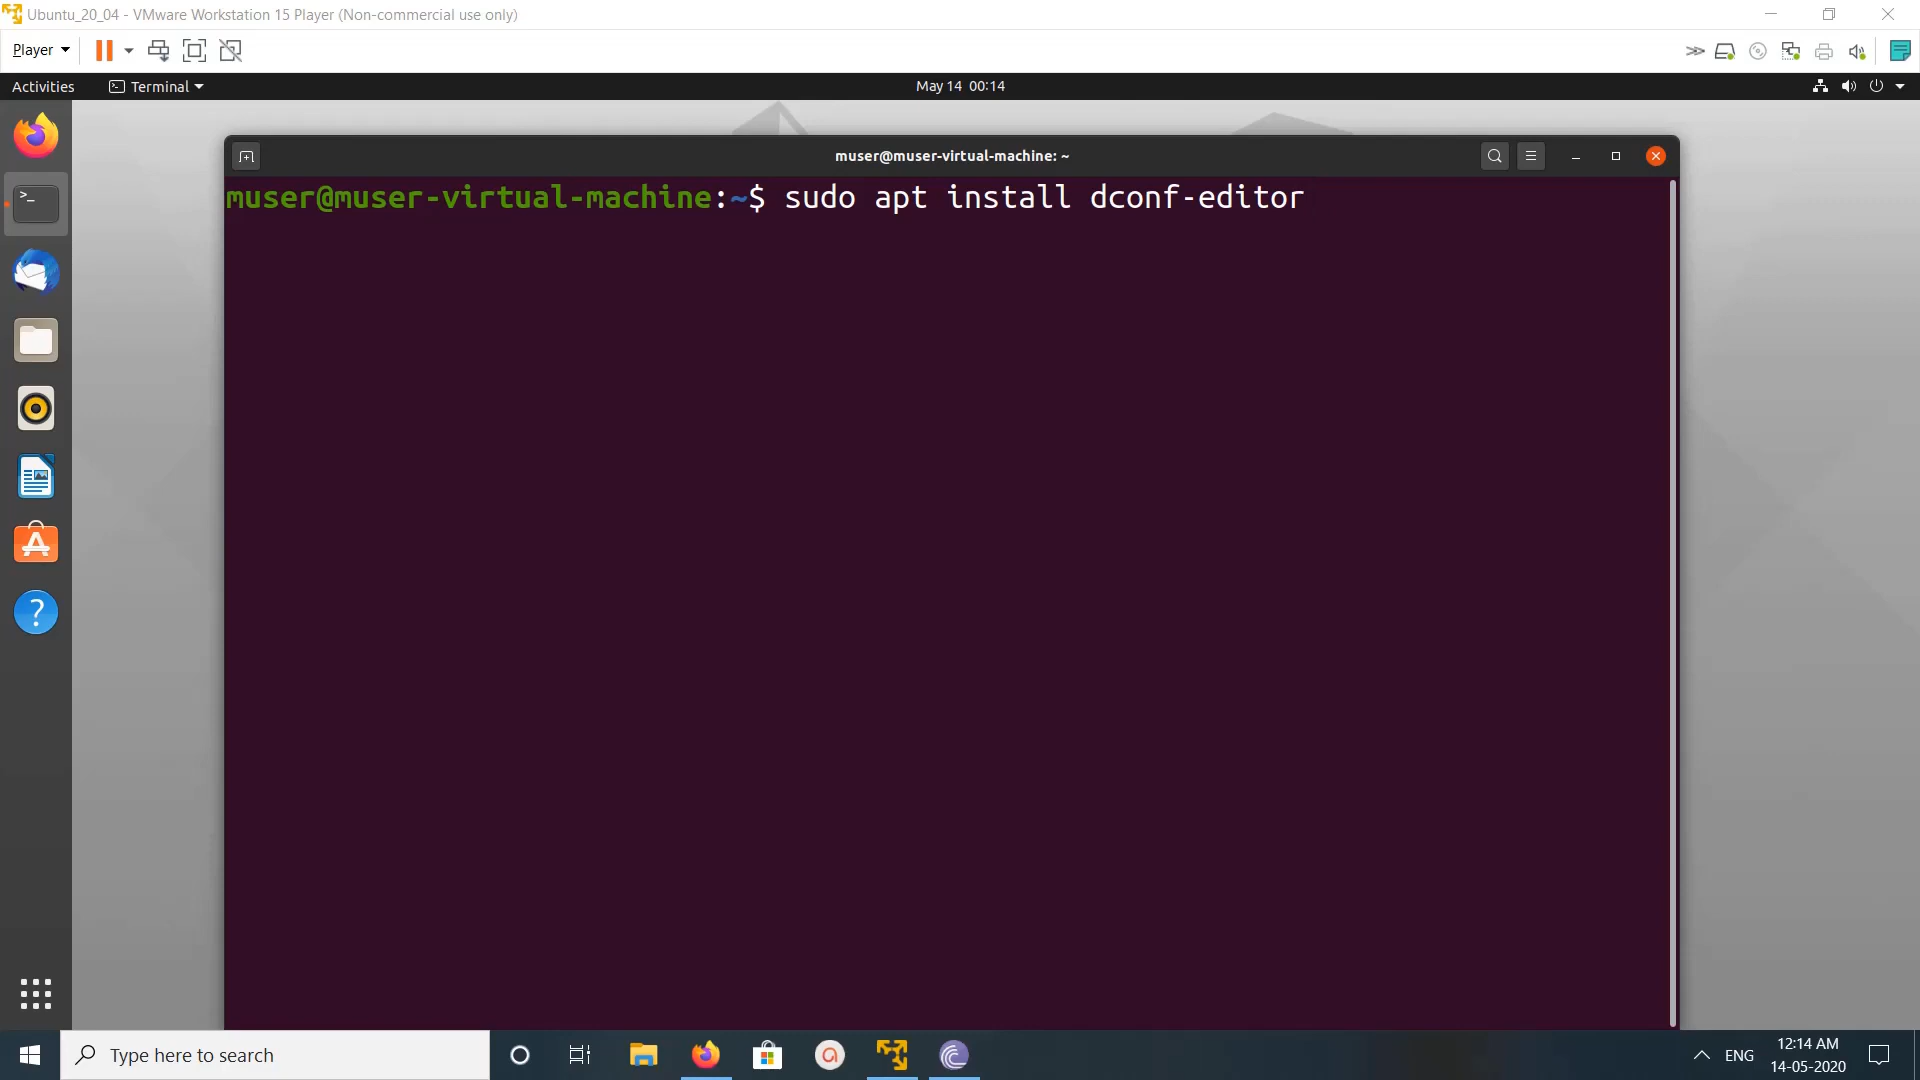 Ubuntu_20_04 - VMware Workstation 15 Player (Non-commercial use only)
Player
Activities Terminal May 14 00:14
muser@muser-virtual-machine: ~
muser@muser-virtual-machine:~$ sudo apt install dconf-editor
Type here to search
ENG
12:14 AM
14-05-2020